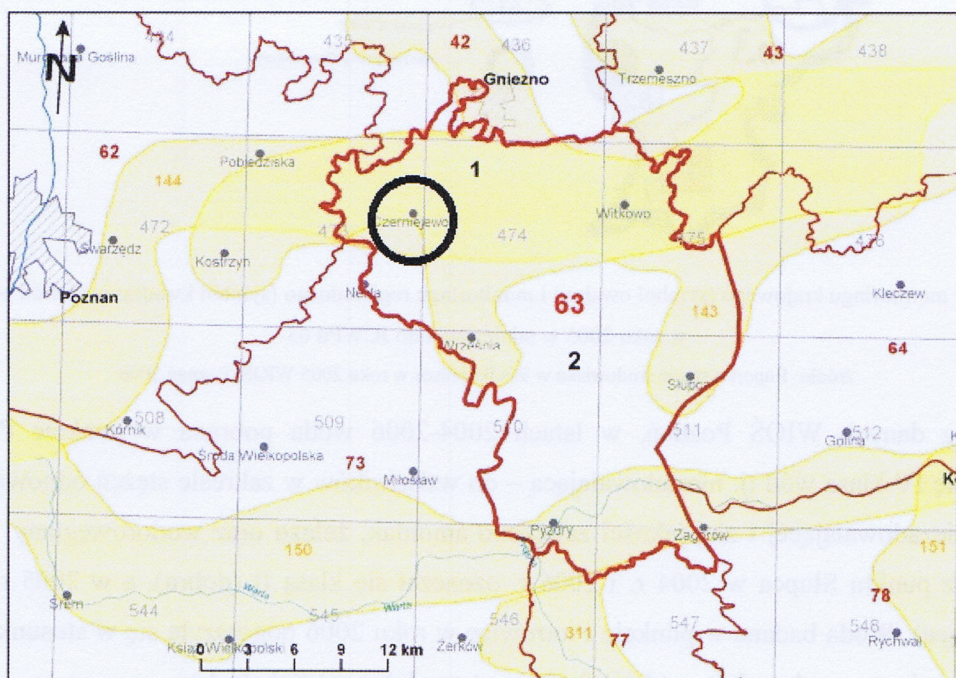 434 435 42 436 437 43 438
Murowana Goślina
N
Gniezno
Trzemeszno
62
Pobiedziska
1
144
Czerniejewo
Witkowo
472
474
475
476
Swarzędz
Kostrzyn
Poznan
Nekla
63
143
Kleczew
Września
2
64
Słupca
508
Kórnik
509
510
511
Golina
512
Środa Wielkopolska
73
Miłosław
Pyzdry
Zagórów
150
151
Śrem
544
Warta
545
Warta
546
311
77
547
78
548
Książ Wielkopolski
Żerków
Rychwał
0 3 6 9 12 km